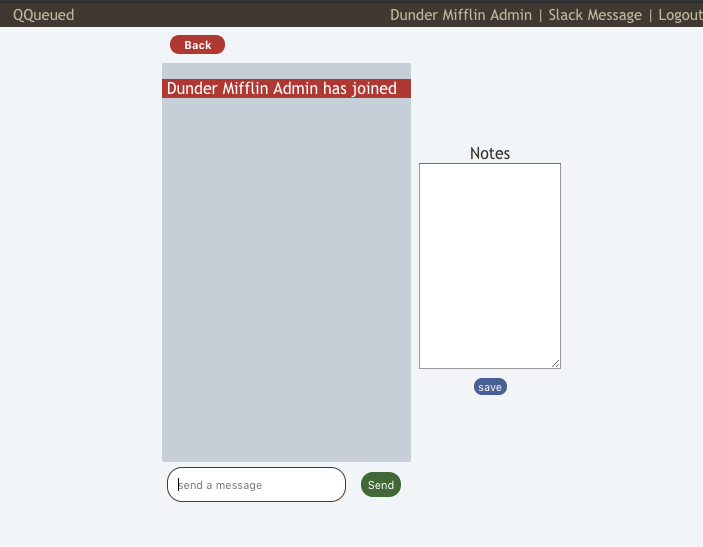 QQueued
Dunder Mifflin Admin | Slack Message | Logout
Back
Dunder Mifflin Admin has joined
Notes
save
send a message
Send